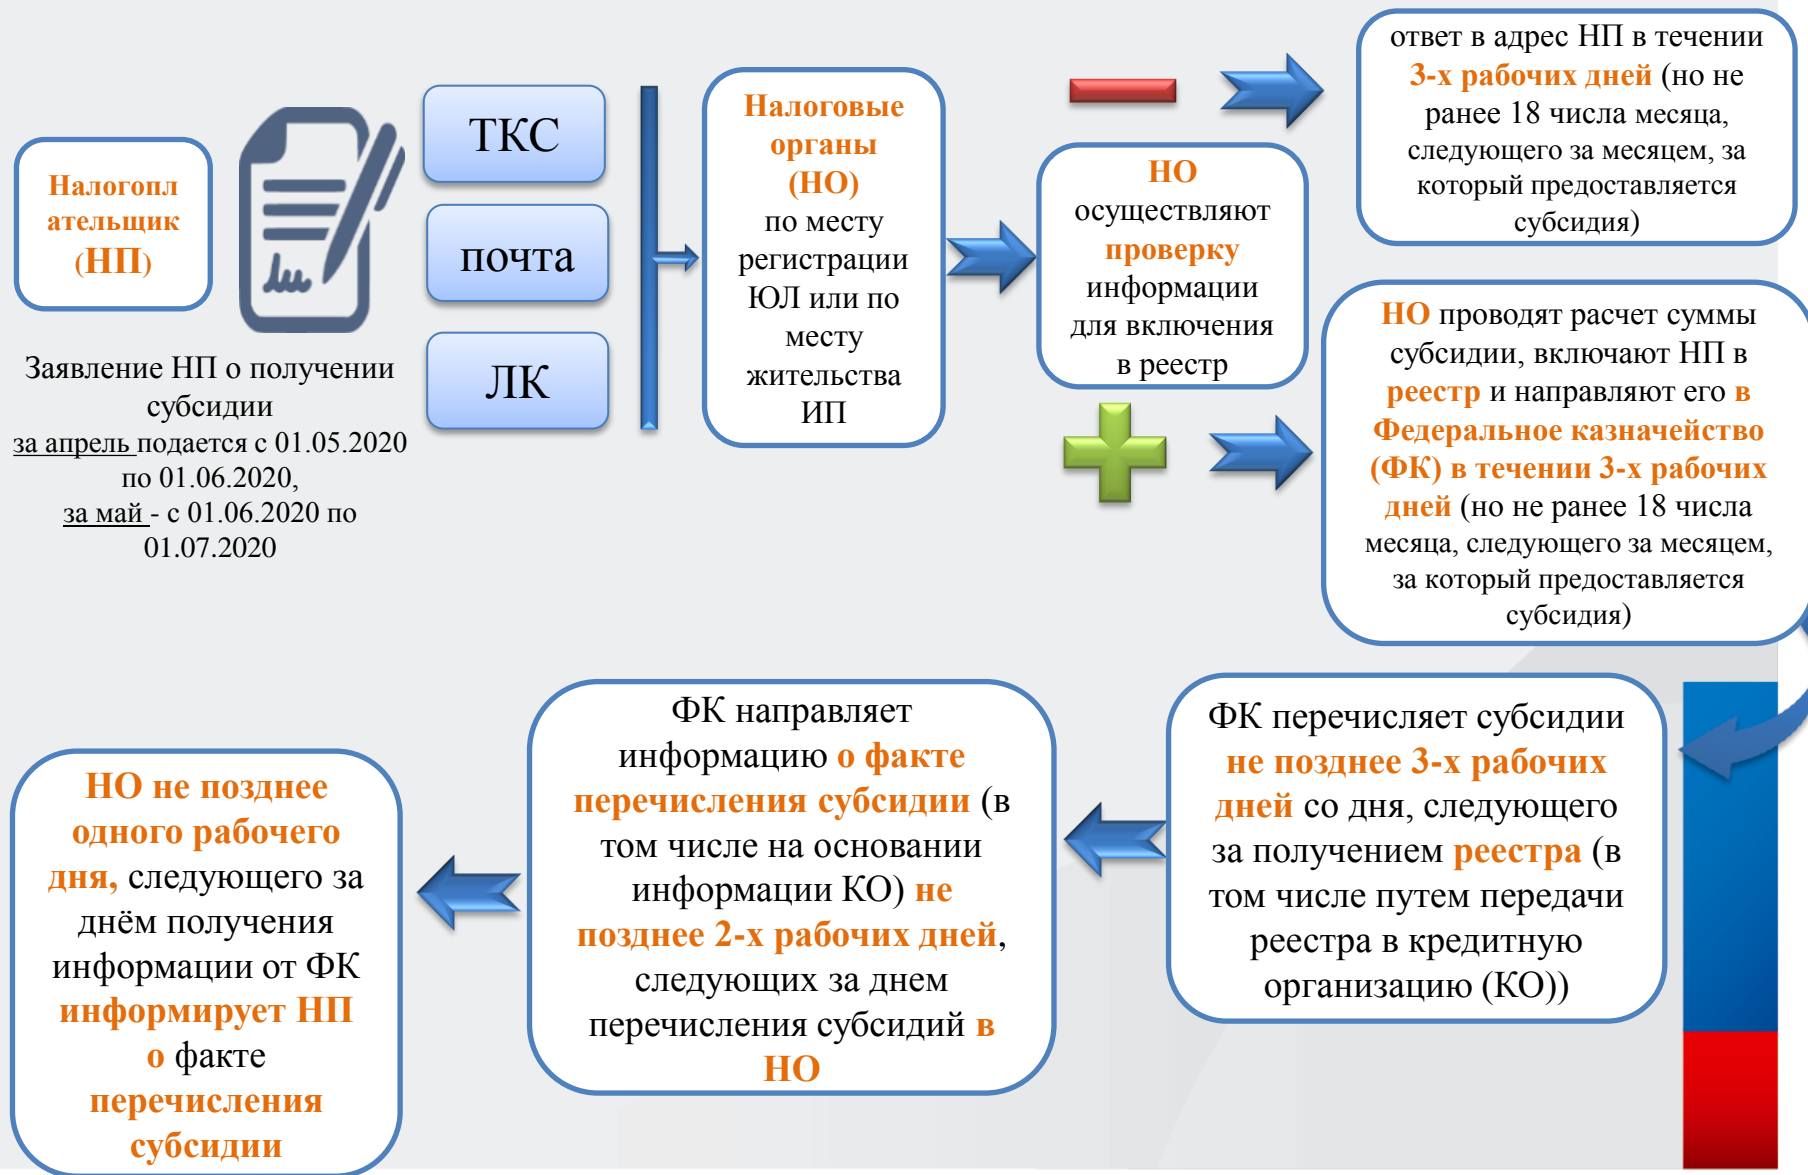 Налогопл
ательщик
(НП)
Заявление НП о получении
субсидии
за апрель подается с 01.05.2020
по 01.06.2020,
за май - с 01.06.2020 по
01.07.2020
ТКС
почта
ЛК
Налоговые
органы
(НО)
по месту
регистрации
ЮЛ или по
месту
жительства
ИП
НО
осуществляют
проверку
информации
для включения
в реестр
ответ в адрес НП в течении
3-х рабочих дней (но не
ранее 18 числа месяца,
следующего за месяцем, за
который предоставляется
субсидия)
НО проводят расчет суммы
субсидии, включают НП в
реестр и направляют его в
Федеральное казначейство
(ФК) в течении 3-х рабочих
дней (но не ранее 18 числа
месяца, следующего за месяцем,
за который предоставляется
субсидия)
ФК перечисляет субсидии
не позднее 3-х рабочих
дней со дня, следующего
за получением реестра (в
том числе путем передачи
реестра в кредитную
организацию (КО))
ФК направляет
информацию о факте
перечисления субсидии (в
том числе на основании
информации КО) не
позднее 2-х рабочих дней,
следующих за днем
перечисления субсидий в
НО
НО не позднее
одного рабочего
дня, следующего за
днём получения
информации от ФК
информирует НП
о факте
перечисления
субсидии